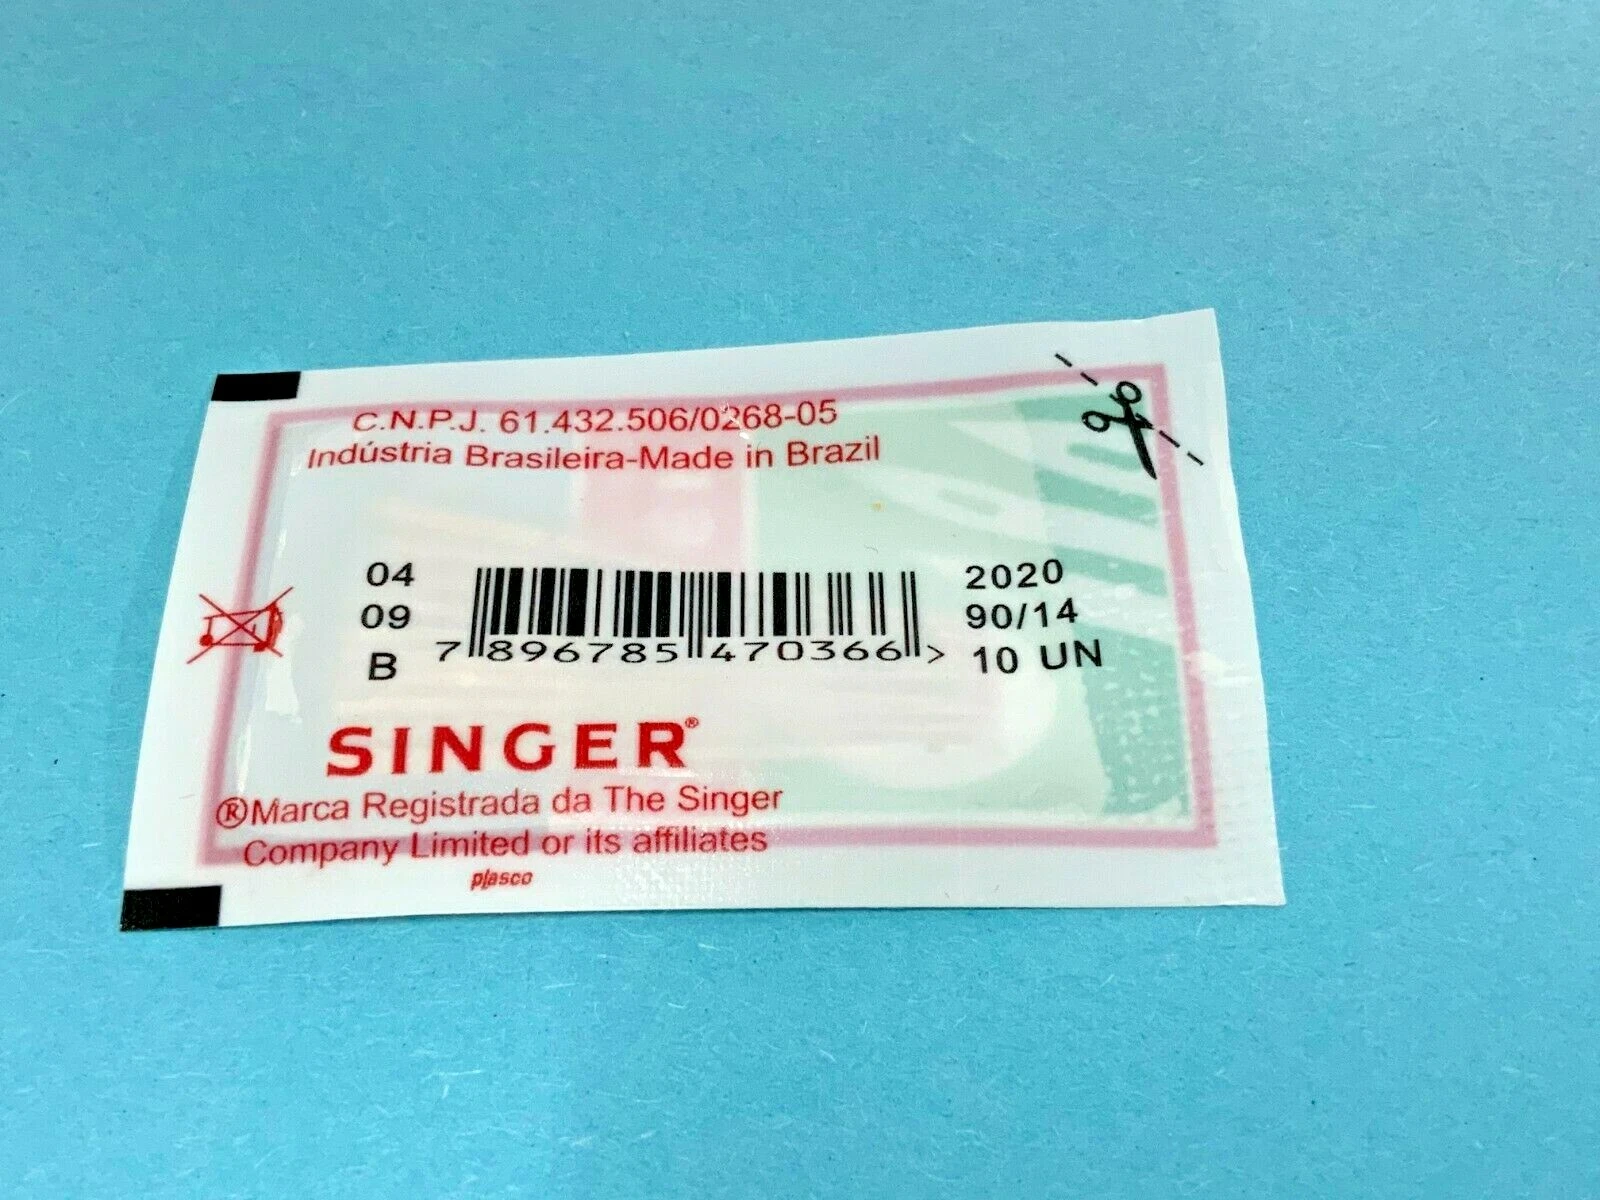 C.N.P.J. 61.432.506/0268-05
Indústria Brasileira-Made in Brazil
04
09
B
7 896785 470366 >
2020
90/14
10 UN
SINGER®
®Marca Registrada da The Singer
Company Limited or its affiliates
plasco